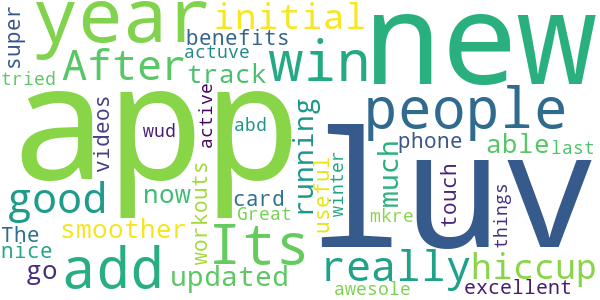 super
year
initial
new
benefits
actuve
After
win
tried
track
app
people
videos
wud
active
abd
running
phone
able
last
luv
good
now
workouts
card
useful
winter
much
touch
things
Great
mkre
The
smoother
nice
add
Its
really
hiccup
go
updated
awesole
excellent